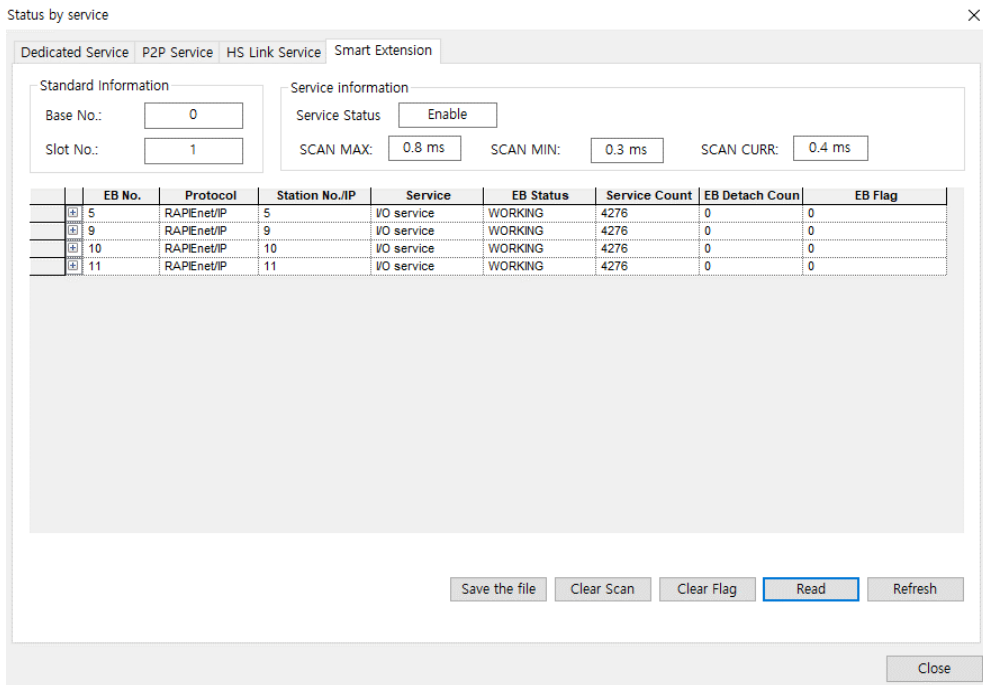 Status by service
Dedicated Service P2P Service HS Link Service Smart Extension
Standard Information
Base No.: 0
Slot No.: 1
Service information
Service Status Enable
SCAN MAX: 0.8 ms SCAN MIN: 0.3 ms SCAN CURR: 0.4 ms
EB No. Protocol Station No./IP Service EB Status Service Count EB Detach Coun EB Flag
5 RAPIEnet/IP 5 I/O service WORKING 4276 0 0
9 RAPIEnet/IP 9 I/O service WORKING 4276 0 0
10 RAPIEnet/IP 10 I/O service WORKING 4276 0 0
11 RAPIEnet/IP 11 I/O service WORKING 4276 0 0
Save the file Clear Scan Clear Flag Read Refresh
Close